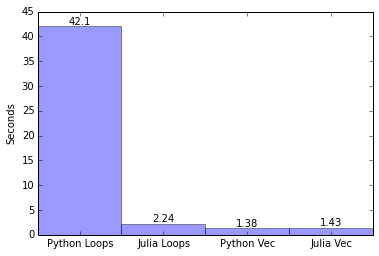 45
40
35
30
25
20
15
10
5
0
Seconds
42.1
2.24
1.38
1.43
Python Loops
Julia Loops
Python Vec
Julia Vec